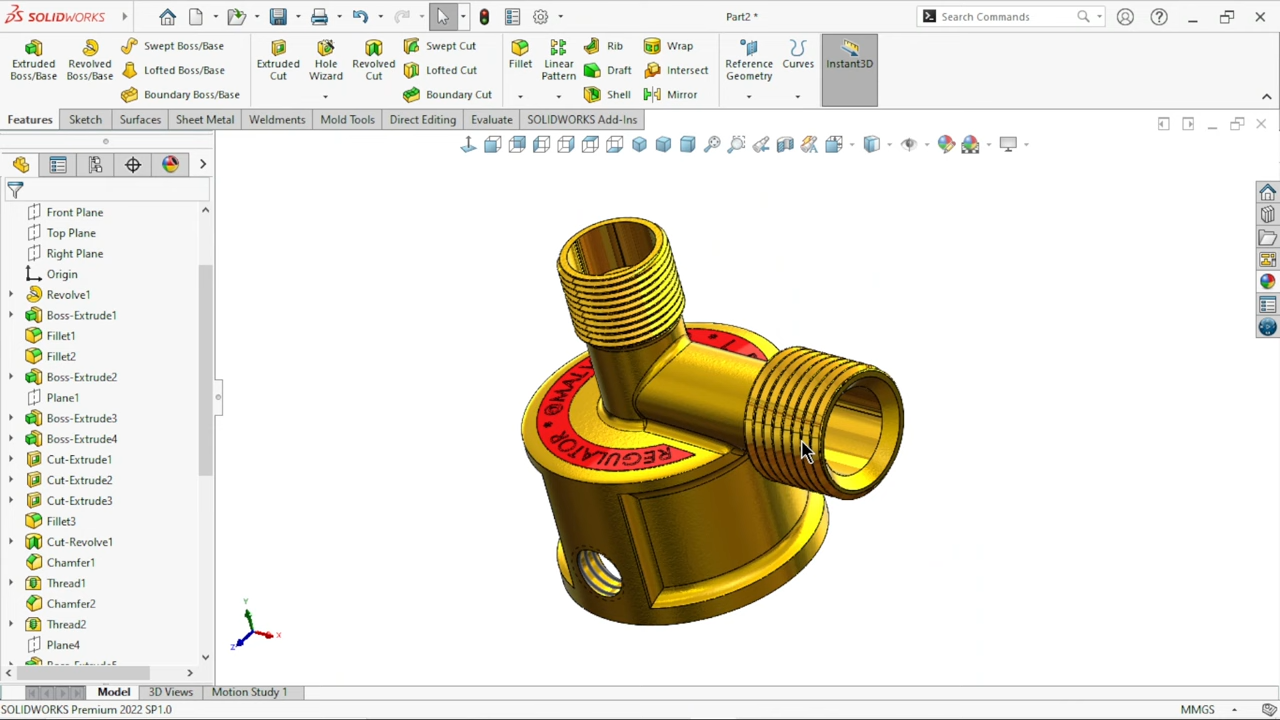 SOLIDWORKS
Part2 *
Search Commands
Extruded Boss/Base
Revolved Boss/Base
Swept Boss/Base
Lofted Boss/Base
Boundary Boss/Base
Extruded Cut
Hole Wizard
Revolved Cut
Swept Cut
Lofted Cut
Boundary Cut
Fillet
Linear Pattern
Rib
Draft
Shell
Wrap
Intersect
Mirror
Reference Geometry
Curves
Instant3D
Features
Sketch
Surfaces
Sheet Metal
Weldments
Mold Tools
Direct Editing
Evaluate
SOLIDWORKS Add-Ins
Front Plane
Top Plane
Right Plane
Origin
Revolve1
Boss-Extrude1
Fillet1
Fillet2
Boss-Extrude2
Plane1
Boss-Extrude3
Boss-Extrude4
Cut-Extrude1
Cut-Extrude2
Cut-Extrude3
Fillet3
Cut-Revolve1
Chamfer1
Thread1
Chamfer2
Thread2
Plane4
REGULATOR *
Y
X
Z
Model
3D Views
Motion Study 1
SOLIDWORKS Premium 2022 SP1.0
MMGS